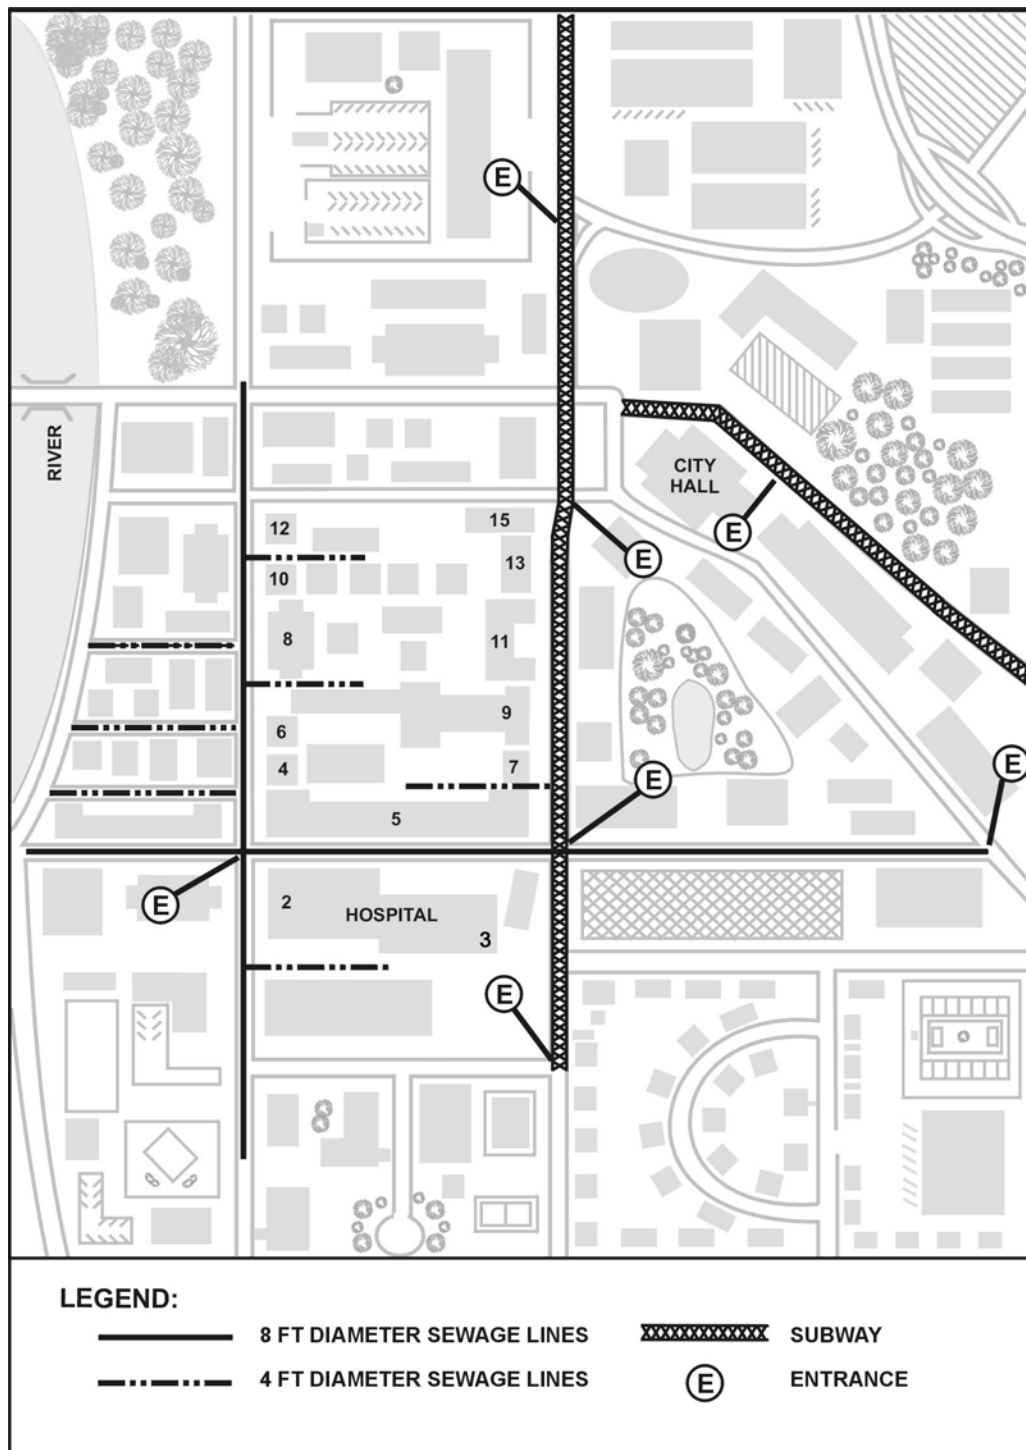 E
RIVER
CITY
HALL
E
12
15
E
10
13
8
11
9
6
4
7
E
E
5
E
2
HOSPITAL
3
E
LEGEND:
8 FT DIAMETER SEWAGE LINES
SUBWAY
4 FT DIAMETER SEWAGE LINES
E
ENTRANCE